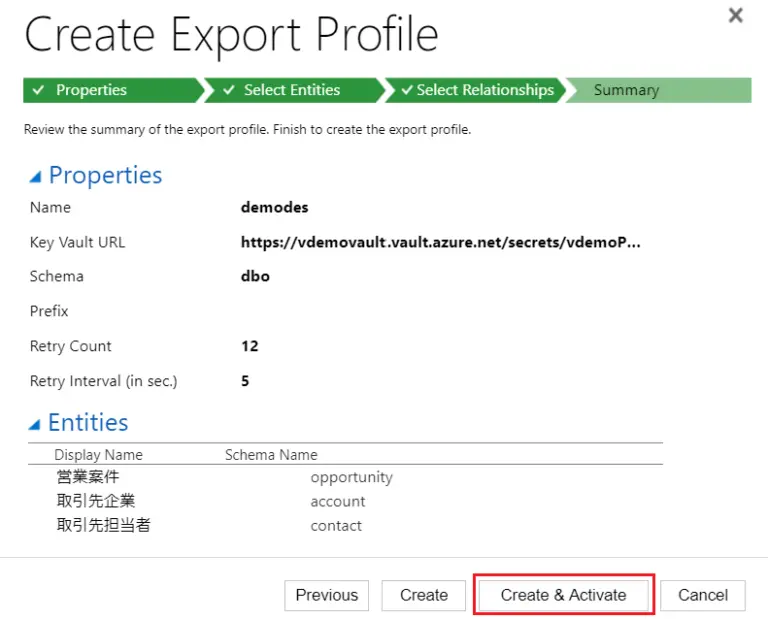 Create Export Profile
Properties Select Entities Select Relationships Summary
Review the summary of the export profile. Finish to create the export profile.
Properties
Name demodes
Key Vault URL https://vdemovault.vault.azure.net/secrets/vdemoP...
Schema dbo
Prefix
Retry Count 12
Retry Interval (in sec.) 5
Entities
Display Name Schema Name
営業案件 opportunity
取引先企業 account
取引先担当者 contact
Previous Create Create & Activate Cancel